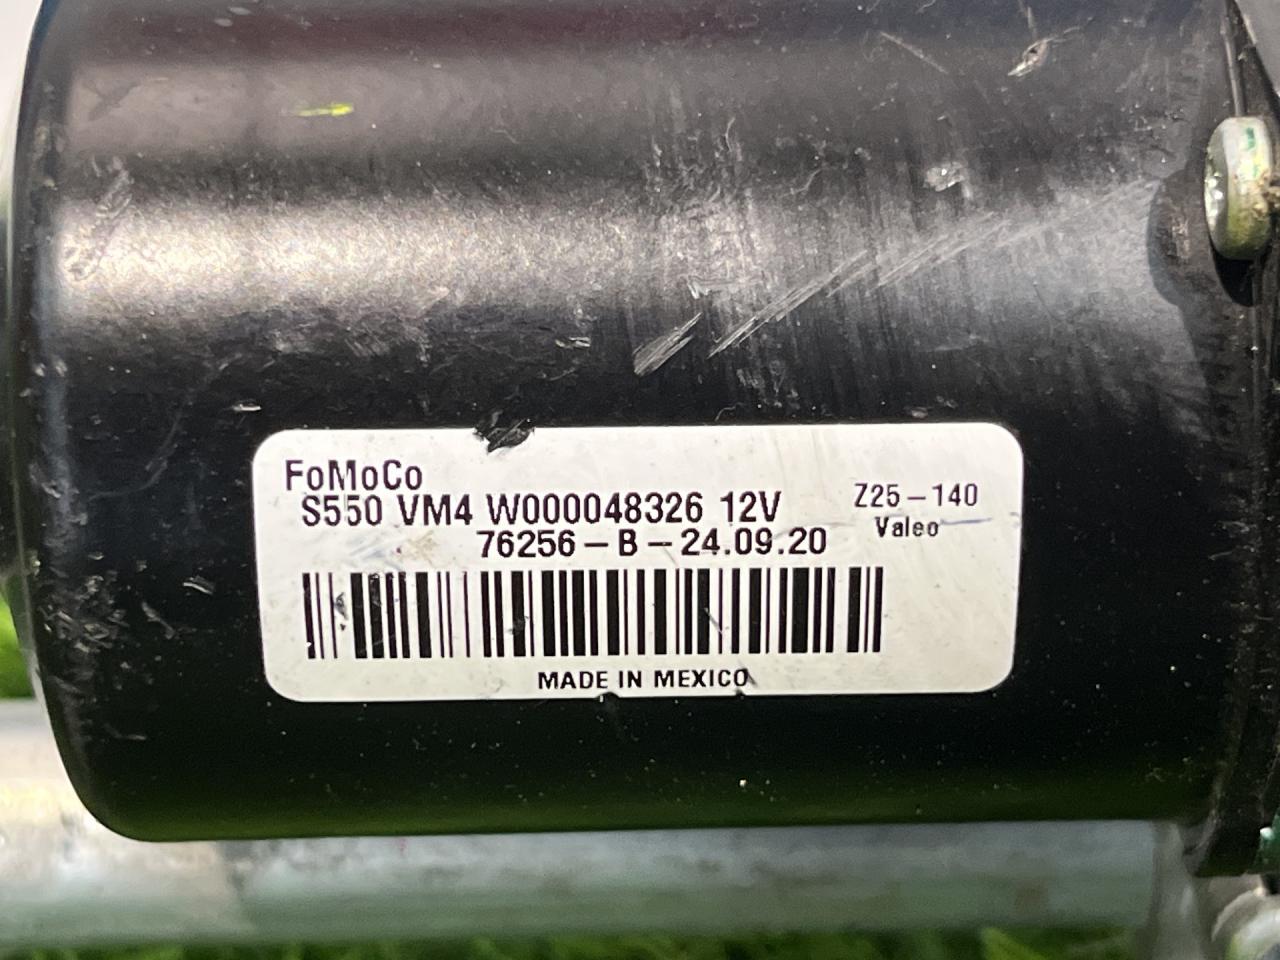 FoMoCo
S550 VM4 W000048326 12V
Z25-140
Valeo
76256-B-24.09.20
MADE IN MEXICO